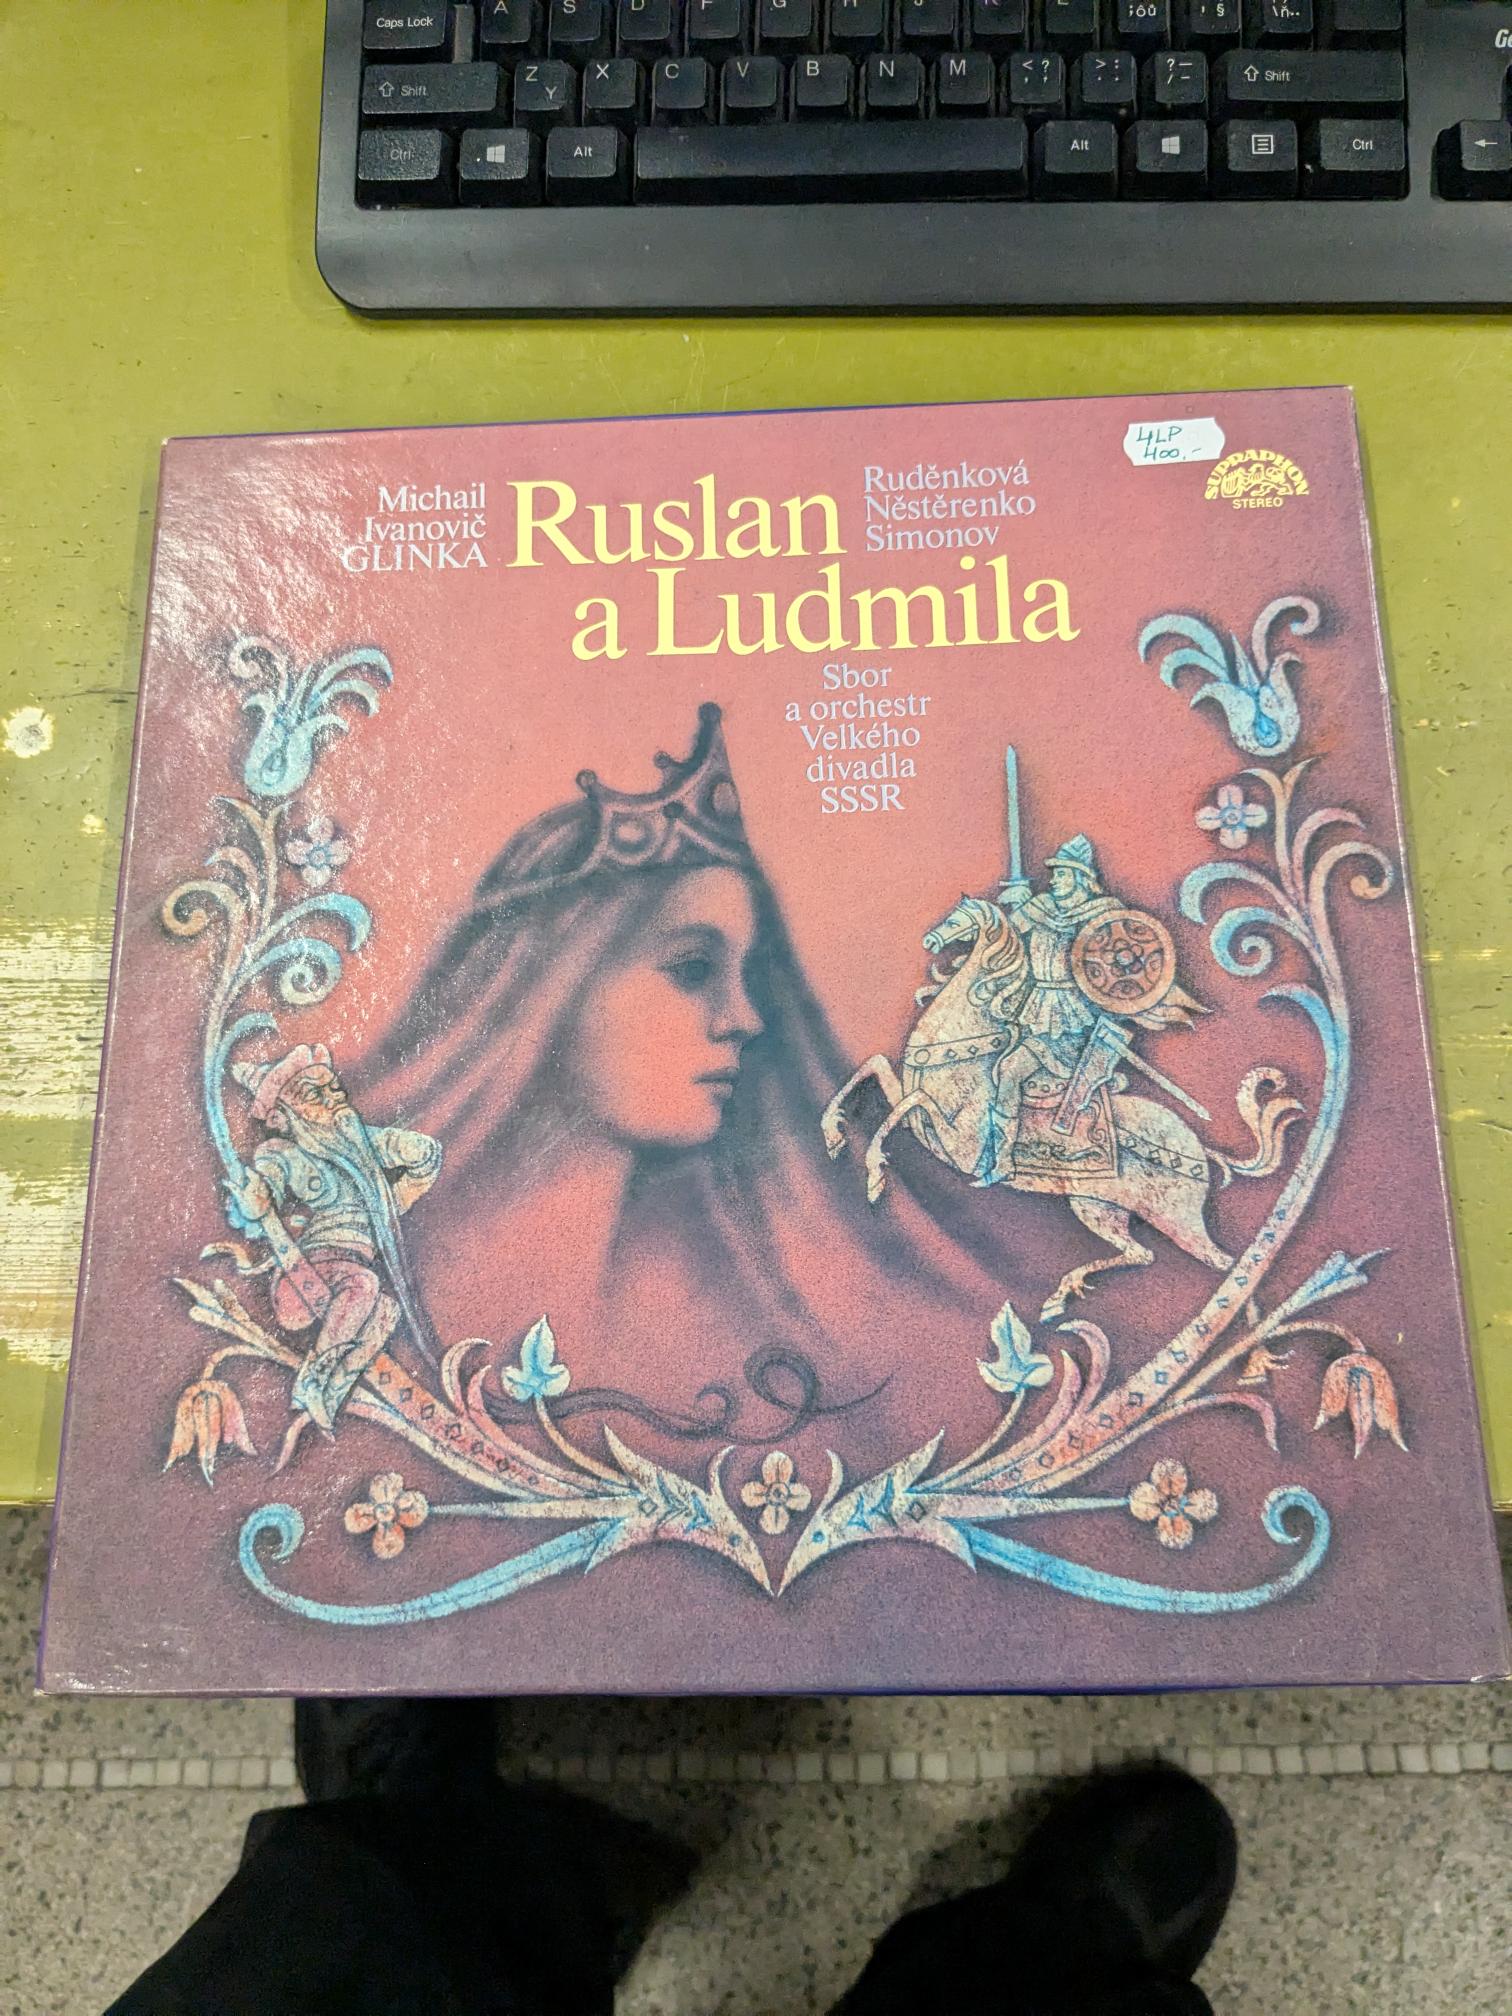 Caps Lock
A S D F G H J K L
;ôů
Shift Z Y X C V B N M < ? , ? > : . : ? — / – Shift
Ctrl Alt Alt Ctrl
4LP
400,-
SUPRAPHON
STEREO
Michail
Ivanovič
GLINKA
Ruslan
a Ludmila
Ruděnková
Něstěrenko
Simonov
Sbor
a orchestr
Velkého
divadla
SSSR